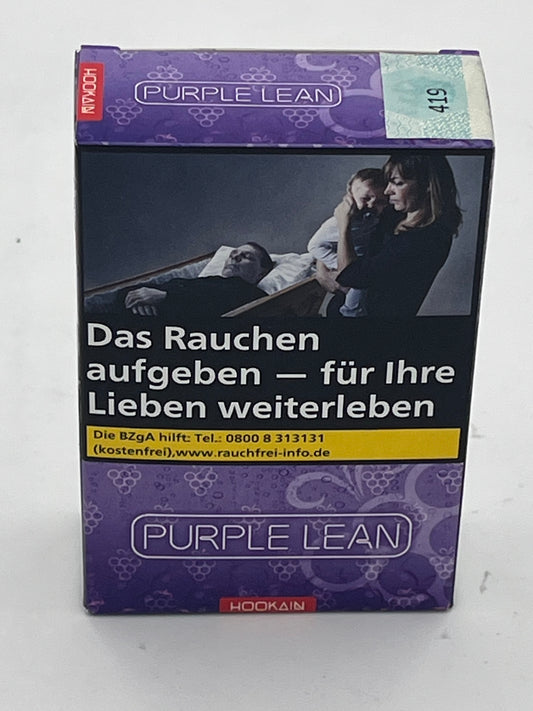 HOOKAIN
PURPLE LEAN
419
Das Rauchen
aufgeben — für Ihre
Lieben weiterleben
Die BZgA hilft: Tel.: 0800 8 313131
(kostenfrei),www.rauchfrei-info.de
PURPLE LEAN
HOOKAIN